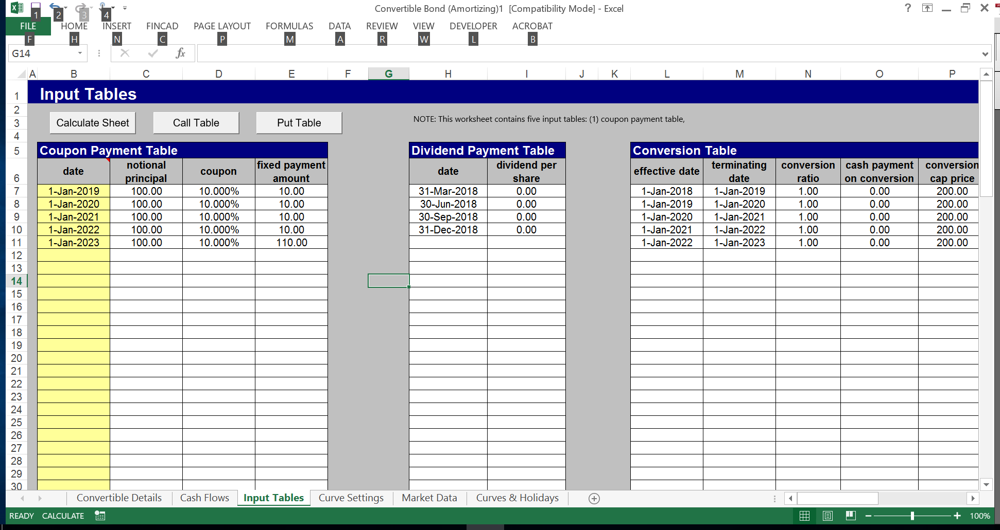 Convertible Bond (Amortizing)1  [Compatibility Mode] - Excel
?
1 2 3 4
FILE HOME INSERT FINCAD PAGE LAYOUT FORMULAS DATA REVIEW VIEW DEVELOPER ACROBAT
F H N C P M A R W L B
G14 fx
A B C D E F G H I J K L M N O P
1 Input Tables
2
3 Calculate Sheet Call Table Put Table NOTE: This worksheet contains five input tables: (1) coupon payment table,
4
5 Coupon Payment Table Dividend Payment Table Conversion Table
6 date notional principal coupon fixed payment amount date dividend per share effective date terminating date conversion ratio cash payment on conversion conversion cap price
7 1-Jan-2019 100.00 10.000% 10.00 31-Mar-2018 0.00 1-Jan-2018 1-Jan-2019 1.00 0.00 200.00
8 1-Jan-2020 100.00 10.000% 10.00 30-Jun-2018 0.00 1-Jan-2019 1-Jan-2020 1.00 0.00 200.00
9 1-Jan-2021 100.00 10.000% 10.00 30-Sep-2018 0.00 1-Jan-2020 1-Jan-2021 1.00 0.00 200.00
10 1-Jan-2022 100.00 10.000% 10.00 31-Dec-2018 0.00 1-Jan-2021 1-Jan-2022 1.00 0.00 200.00
11 1-Jan-2023 100.00 10.000% 110.00 1-Jan-2022 1-Jan-2023 1.00 0.00 200.00
12
13
14
15
16
17
18
19
20
21
22
23
24
25
26
27
28
29
30
Convertible Details Cash Flows Input Tables Curve Settings Market Data Curves & Holidays
READY CALCULATE 100%